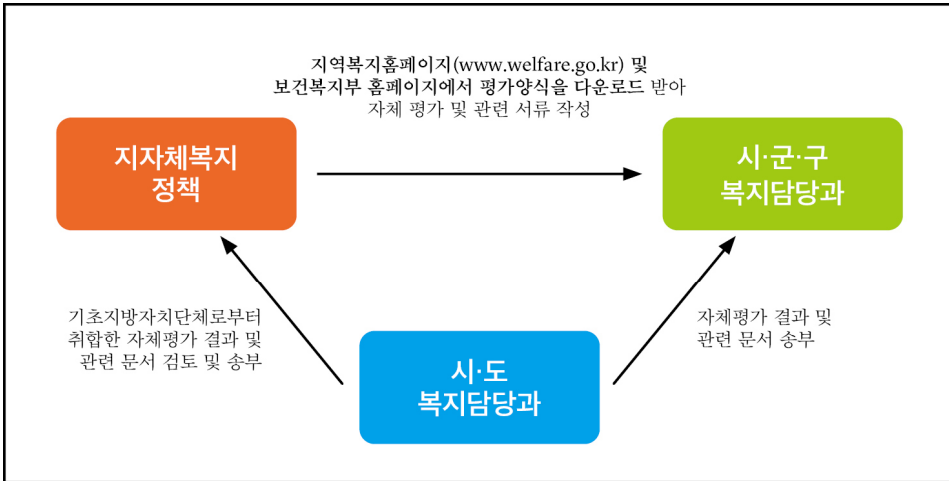 지역복지홈페이지(www.welfare.go.kr) 및
보건복지부 홈페이지에서 평가양식을 다운로드 받아
자체 평가 및 관련 서류 작성
지자체복지
정책
시·군·구
복지담당과
기초지방자치단체로부터
취합한 자체평가 결과 및
관련 문서 검토 및 송부
자체평가 결과 및
관련 문서 송부
시·도
복지담당과